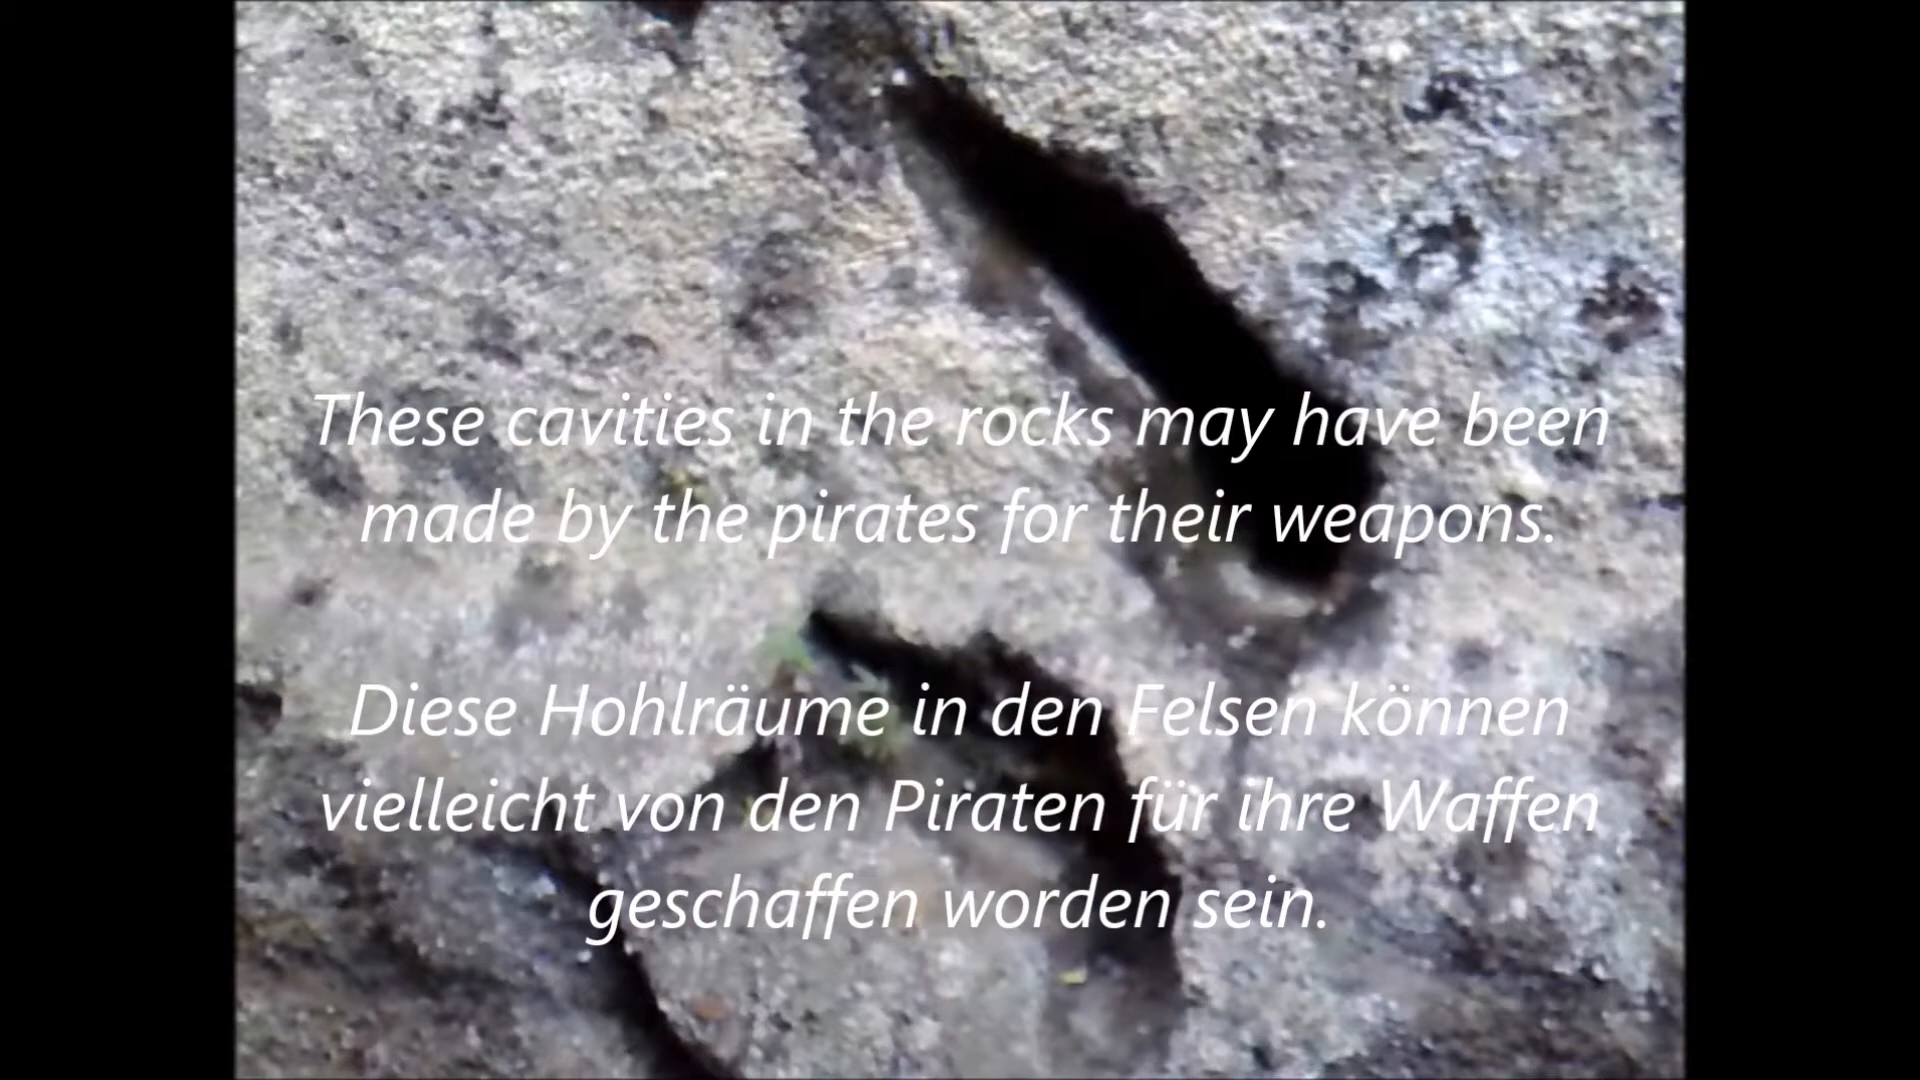 These cavities in the rocks may have been
made by the pirates for their weapons.
Diese Hohlräume in den Felsen können
vielleicht von den Piraten für ihre Waffen
geschaffen worden sein.